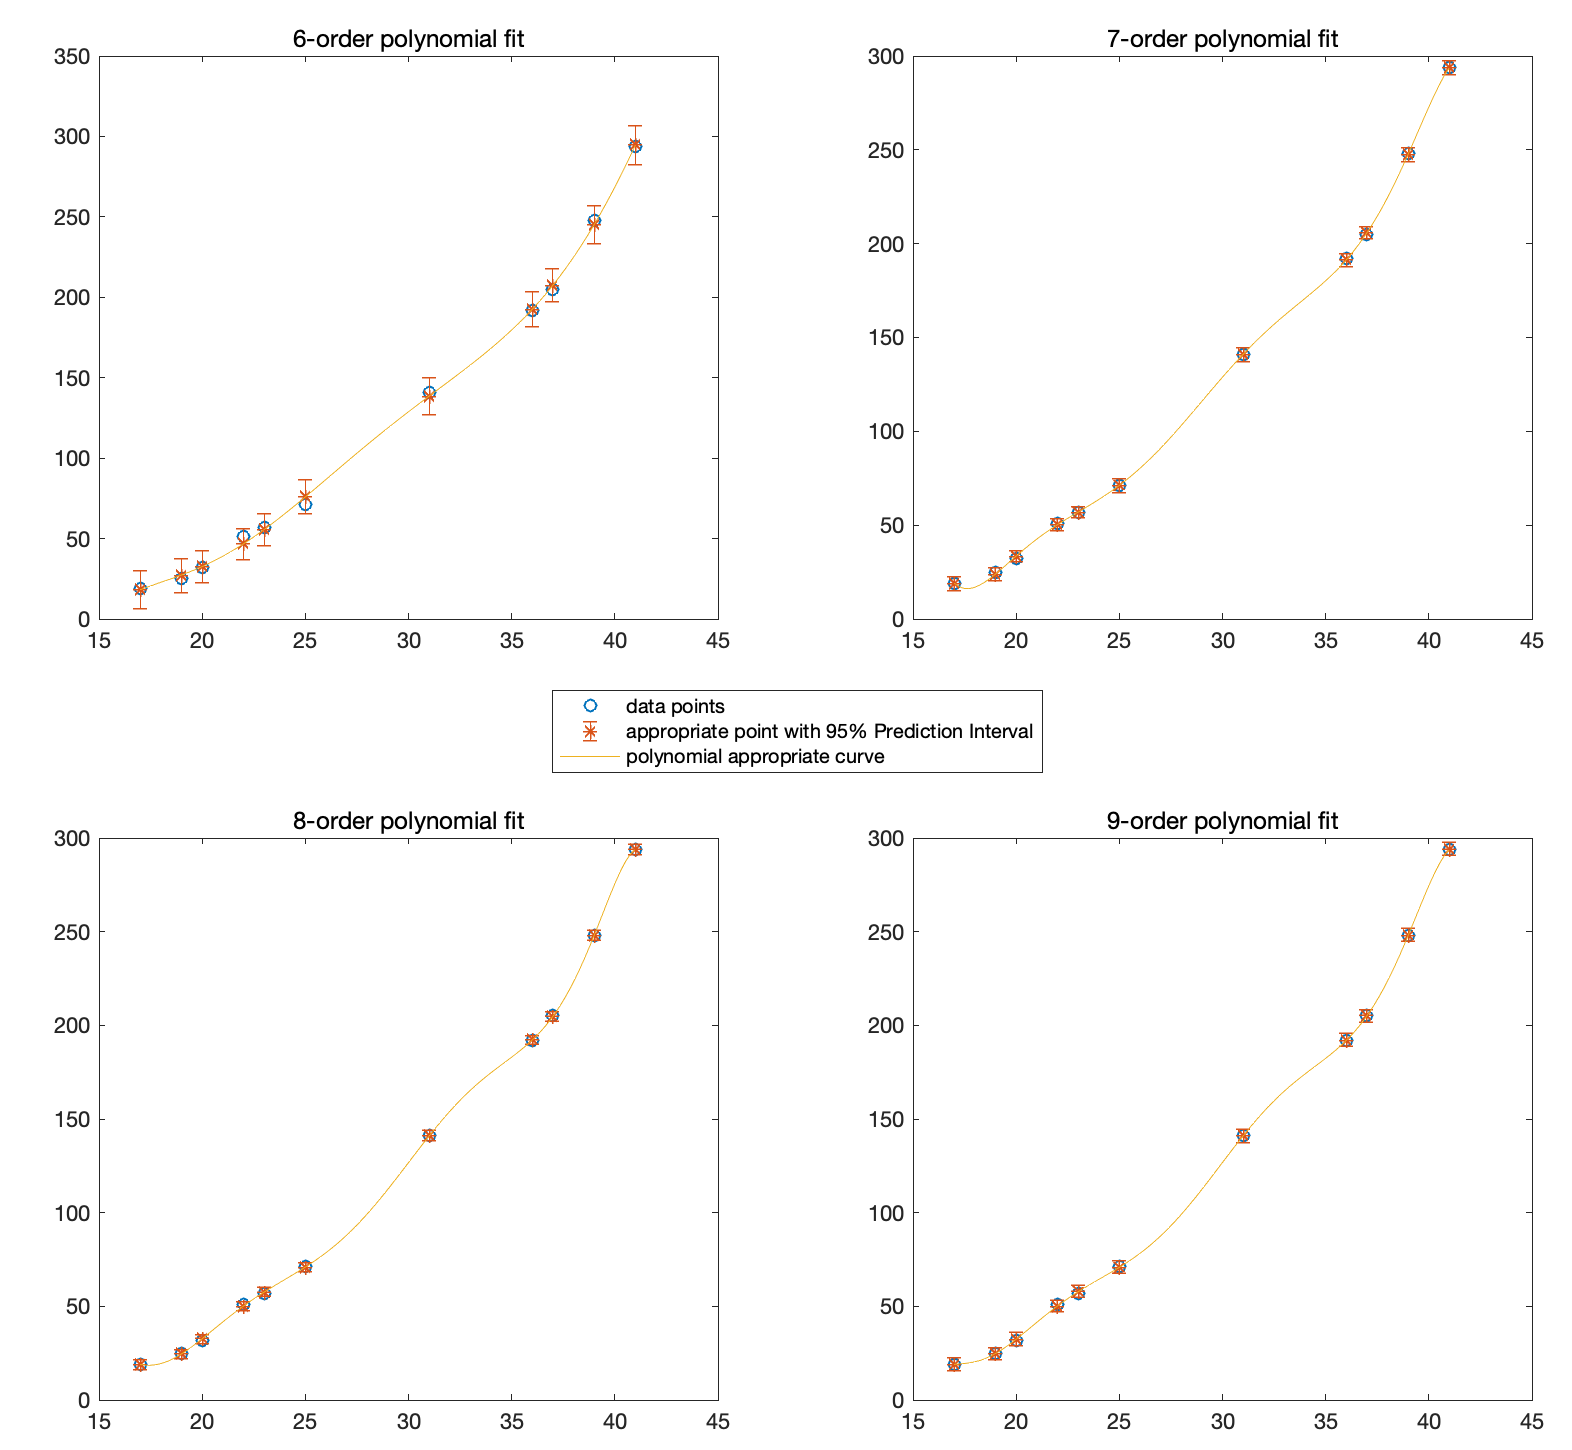 6-order polynomial fit
350
300
250
200
150
100
50
0
15 20 25 30 35 40 45
7-order polynomial fit
300
250
200
150
100
50
0
15 20 25 30 35 40 45
data points
appropriate point with 95% Prediction Interval
polynomial appropriate curve
8-order polynomial fit
300
250
200
150
100
50
0
15 20 25 30 35 40 45
9-order polynomial fit
300
250
200
150
100
50
0
15 20 25 30 35 40 45